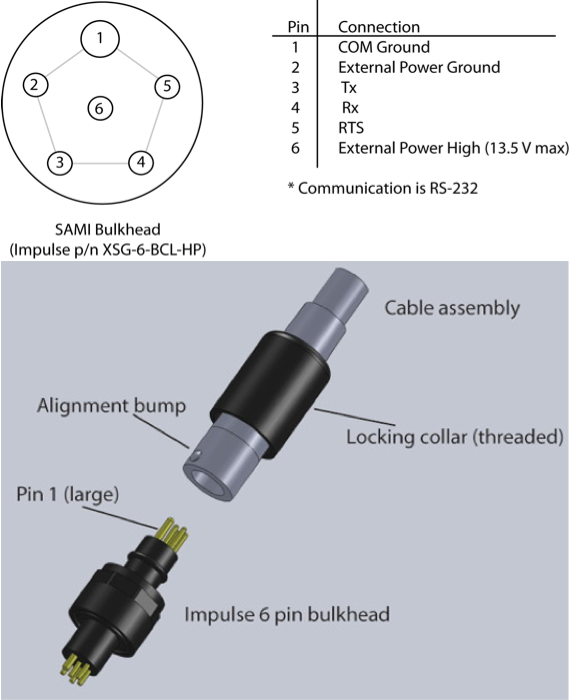 1
2
5
6
3
4
SAMI Bulkhead
(Impulse p/n XSG-6-BCL-HP)
Pin Connection
1 COM Ground
2 External Power Ground
3 Tx
4 Rx
5 RTS
6 External Power High (13.5 V max)
* Communication is RS-232
Cable assembly
Alignment bump
Locking collar (threaded)
Pin 1 (large)
Impulse 6 pin bulkhead